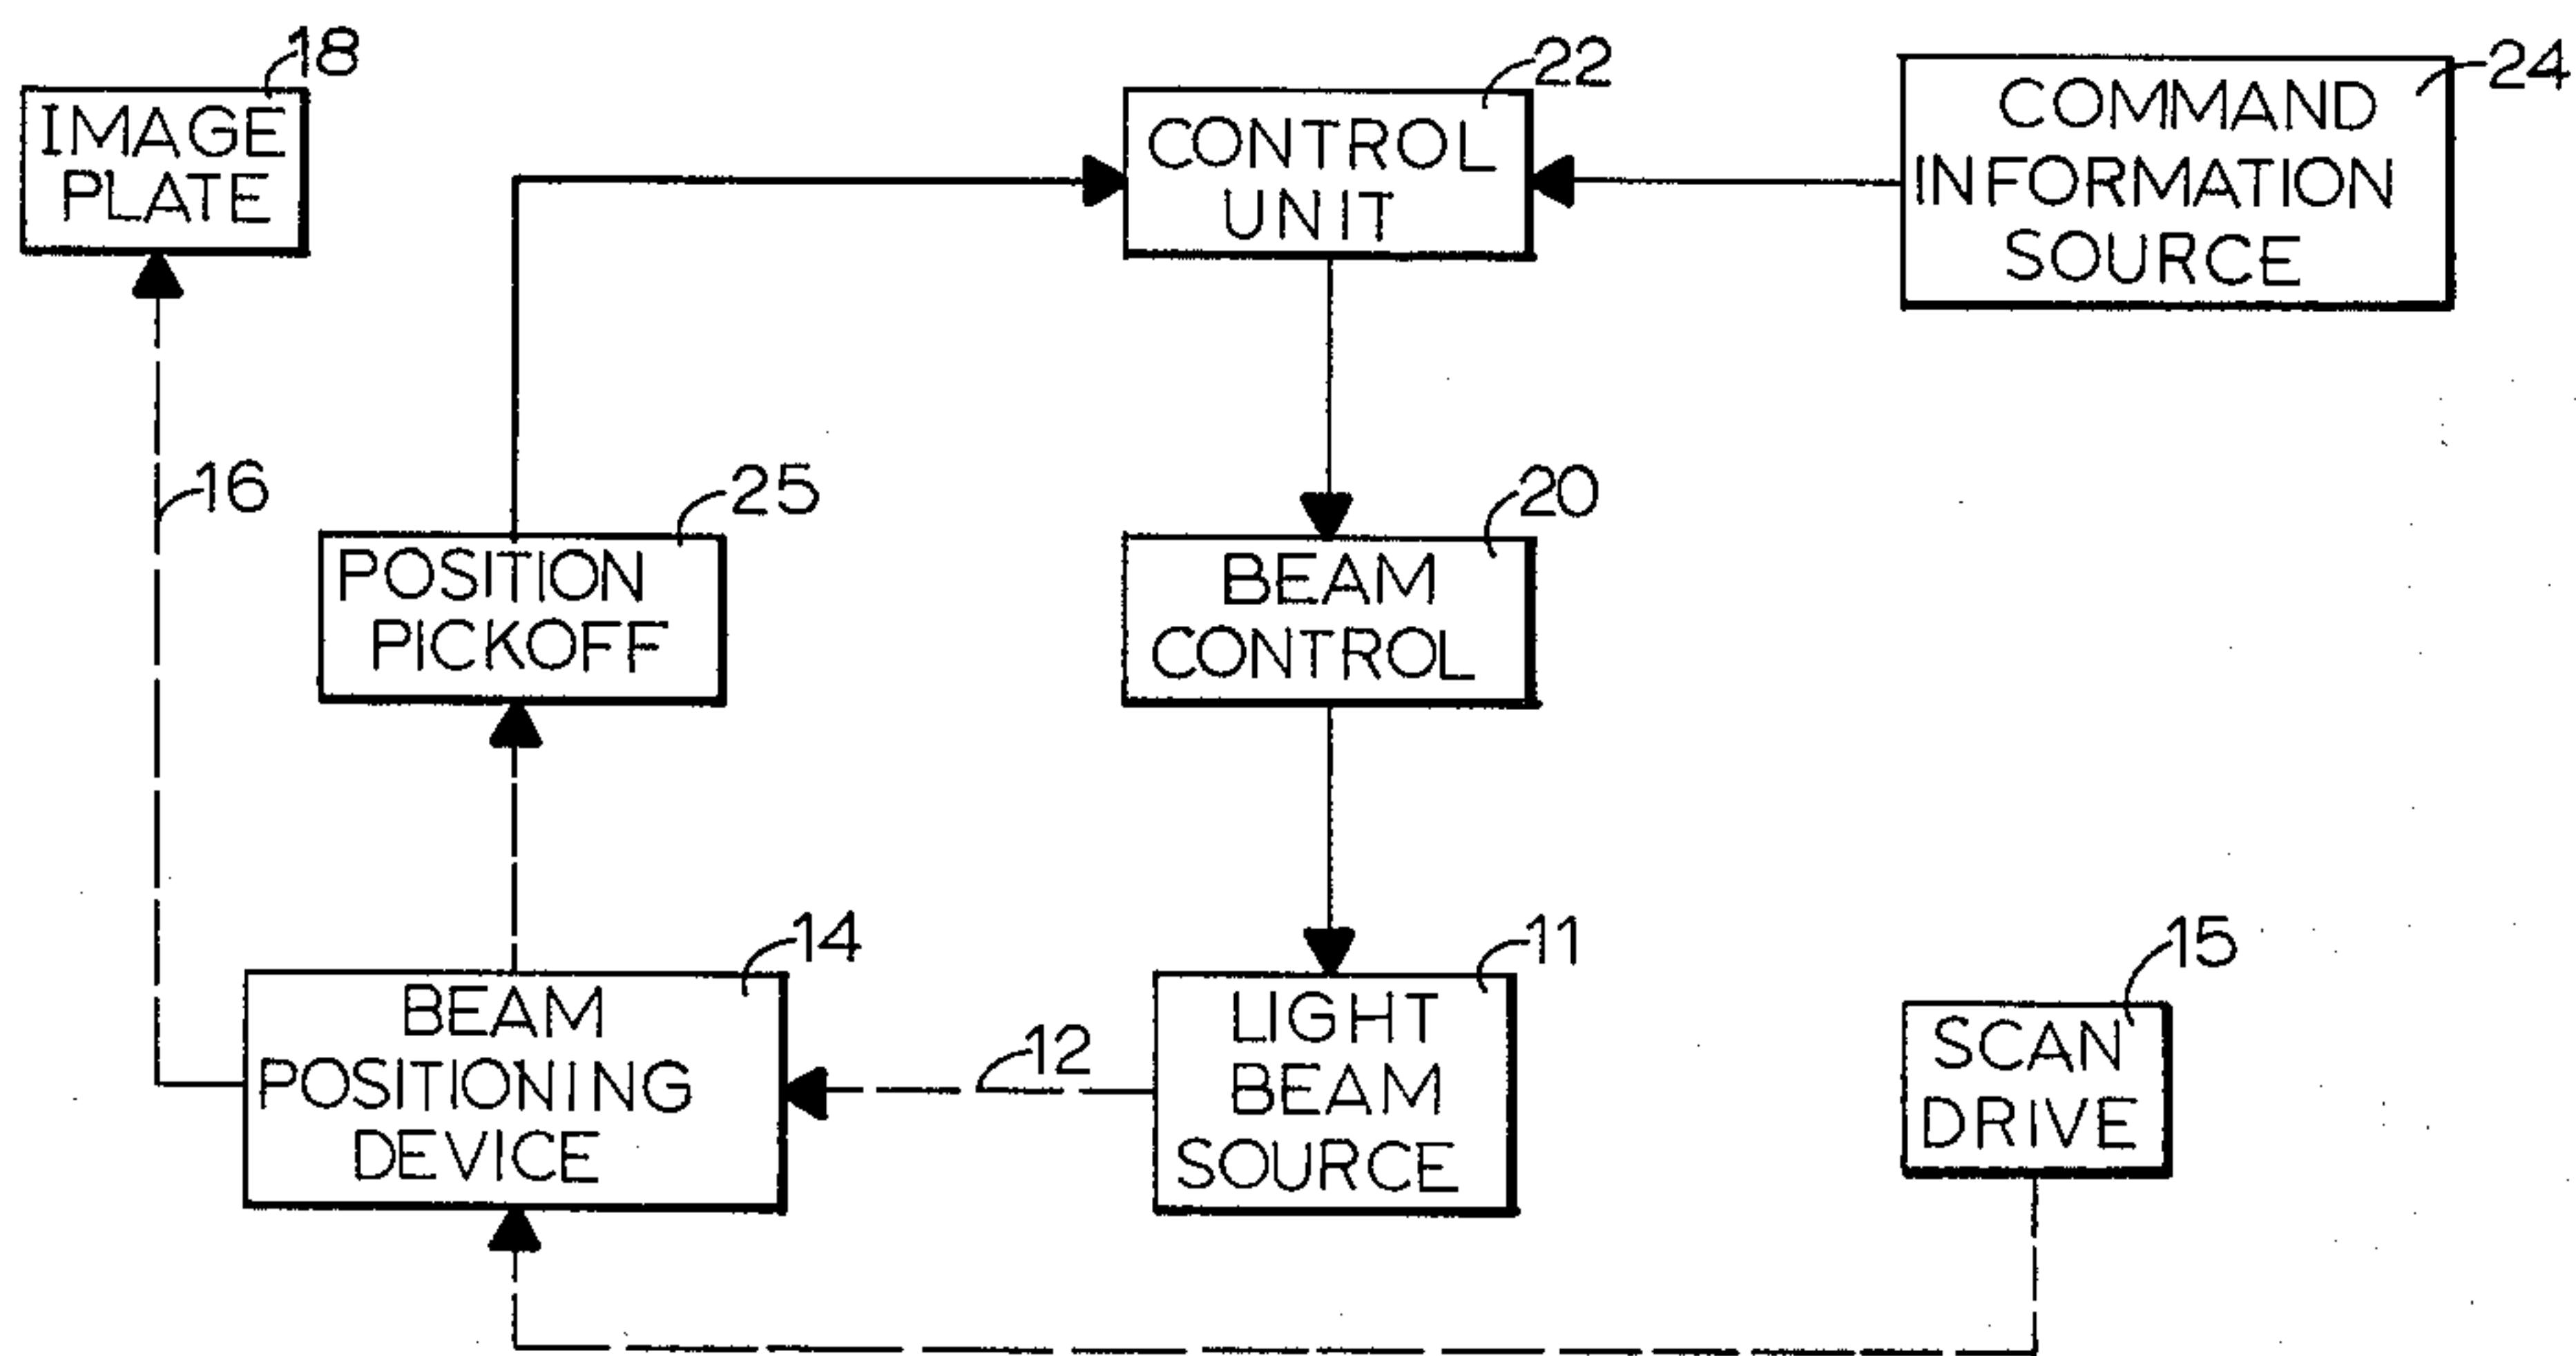 18
IMAGE
PLATE
22
CONTROL
UNIT
24
COMMAND
INFORMATION
SOURCE
16
25
POSITION
PICKOFF
20
BEAM
CONTROL
14
BEAM
POSITIONING
DEVICE
12
11
LIGHT
BEAM
SOURCE
15
SCAN
DRIVE